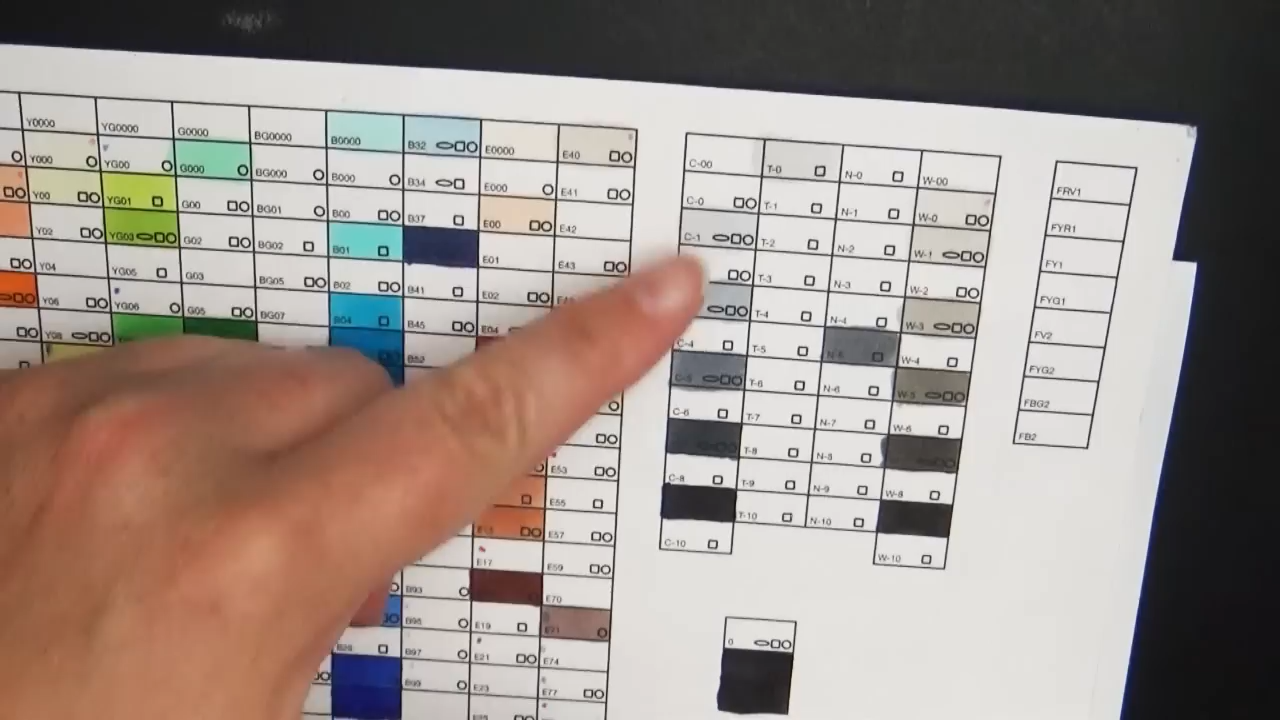 Y0000 YG0000 G0000 BG0000 B0000 B32 E0000 E40
Y000 YG00 G000 BG000 B000 B34 E000 E41
Y00 YG01 G00 BG01 B00 B37 E00 E42
Y02 YG03 G02 BG02 B01 E01 E43
Y04 YG05 G03 BG05 B02 B41 E02
Y06 YG06 G05 BG07 B04 B45 E04
Y08 B52
E53
E55
E15 E57
E17 E59
B93 E70
B95 E19 E71
B28 B97 E21 E74
B99 E23 E77
E25
C-00 T-0 N-0 W-00
C-0 T-1 N-1 W-0
C-1 T-2 N-2 W-1
T-3 N-3 W-2
T-4 N-4 W-3
C-4 T-5 N-5 W-4
C-5 T-6 N-6 W-5
C-6 T-7 N-7 W-6
T-8 N-8
C-8 T-9 N-9 W-8
T-10 N-10
C-10 W-10
FRV1
FYR1
FY1
FYG1
FV2
FYG2
FBG2
FB2
0